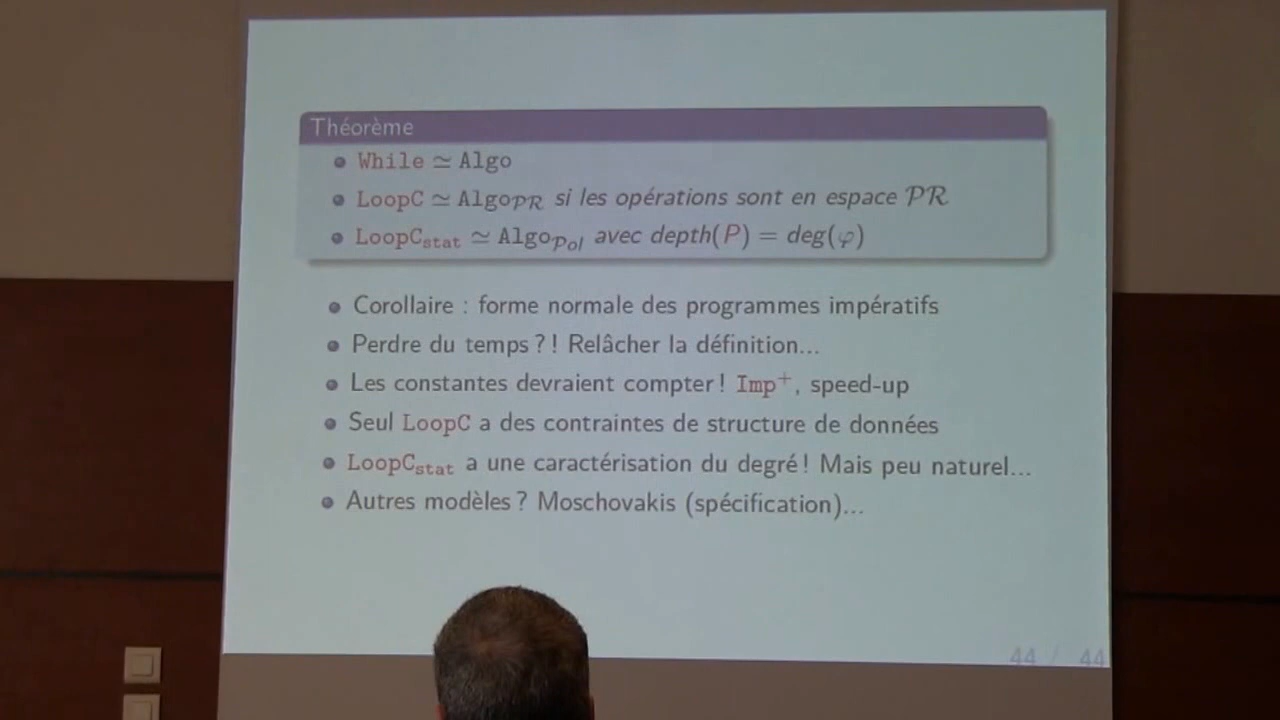 Théorème
While ≃ Algo
LoopC ≃ Algo_𝒫ℛ si les opérations sont en espace 𝒫ℛ
LoopC_stat ≃ Algo_𝒫ol avec depth(P) = deg(φ)
Corollaire : forme normale des programmes impératifs
Perdre du temps ? ! Relâcher la définition...
Les constantes devraient compter ! Imp⁺, speed-up
Seul LoopC a des contraintes de structure de données
LoopC_stat a une caractérisation du degré ! Mais peu naturel...
Autres modèles ? Moschovakis (spécification)...
44 / 44